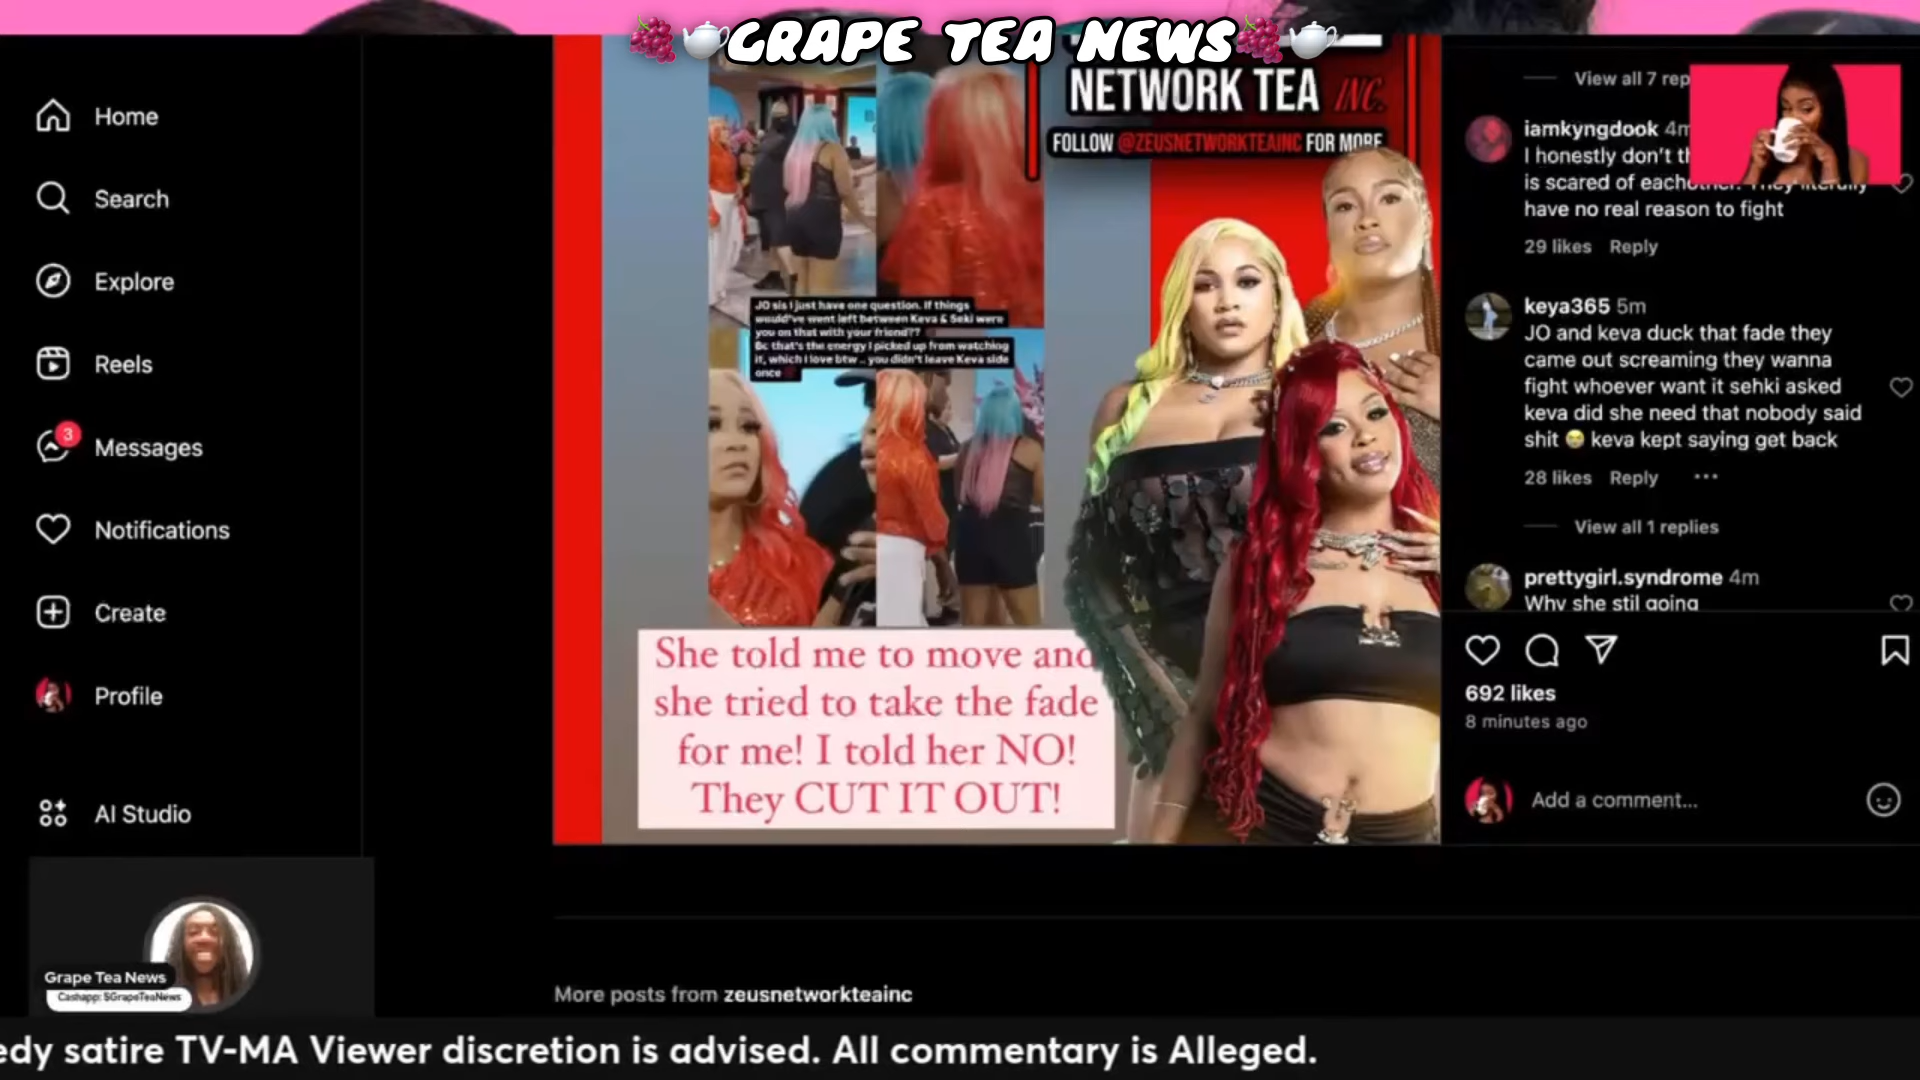 GRAPE TEA NEWS
Home
Search
Explore
Reels
3
Messages
Notifications
Create
Profile
AI Studio
Grape Tea News
Cashapp: $GrapeTeaNews
NETWORK TEA INC.
FOLLOW @ZEUSNETWORKTEAINC FOR MORE
JO sis I just have one question. If things
would've went left between Keva & Seki were
you on that with your friend??
Bc that's the energy I picked up from watching
it, which I love btw .. you didn't leave Keva side
once
She told me to move and
she tried to take the fade
for me! I told her NO!
They CUT IT OUT!
View all 7 rep
iamkyngdook 4m
I honestly don't th
is scared of eachother. They literally
have no real reason to fight
29 likes Reply
keya365 5m
JO and keva duck that fade they
came out screaming they wanna
fight whoever want it sehki asked
keva did she need that nobody said
shit 😭 keva kept saying get back
28 likes Reply ...
View all 1 replies
prettygirl.syndrome 4m
Why she stil going
692 likes
8 minutes ago
Add a comment...
More posts from zeusnetworkteainc
edy satire TV-MA Viewer discretion is advised. All commentary is Alleged.